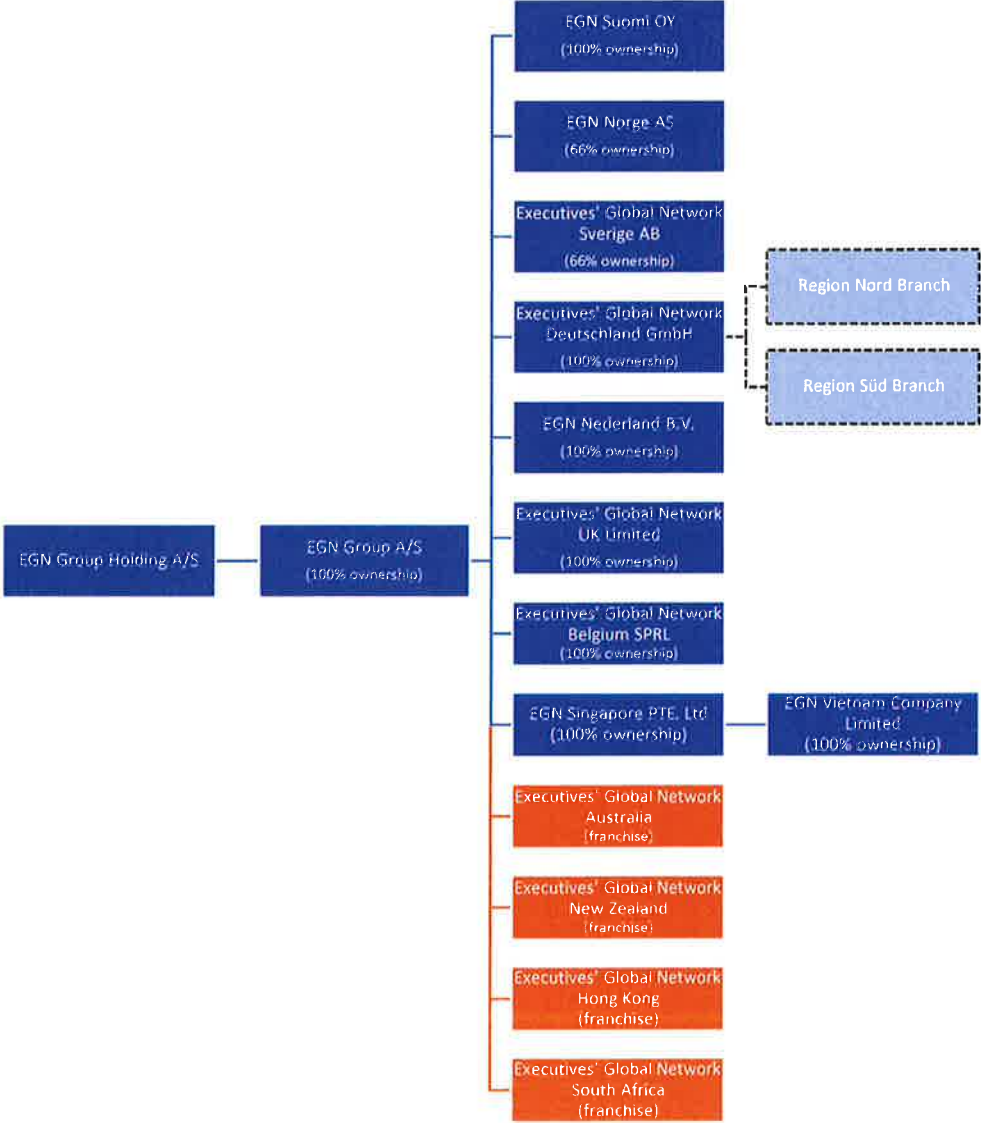 EGN Suomi OY
(100% ownership)
EGN Norge AS
(66% ownership)
Executives' Global Network
Sverige AB
(66% ownership)
Region Nord Branch
Executives' Global Network
Deutschland GmbH
(100% ownership)
Region Süd Branch
EGN Nederland B.V.
(100% ownership)
Executives' Global Network
UK Limited
(100% ownership)
EGN Group Holding A/S
EGN Group A/S
(100% ownership)
Executives' Global Network
Belgium SPRL
(100% ownership)
EGN Singapore PTE. Ltd
(100% ownership)
EGN Vietnam Company
Limited
(100% ownership)
Executives' Global Network
Australia
(franchise)
Executives' Global Network
New Zealand
(franchise)
Executives' Global Network
Hong Kong
(franchise)
Executives' Global Network
South Africa
(franchise)